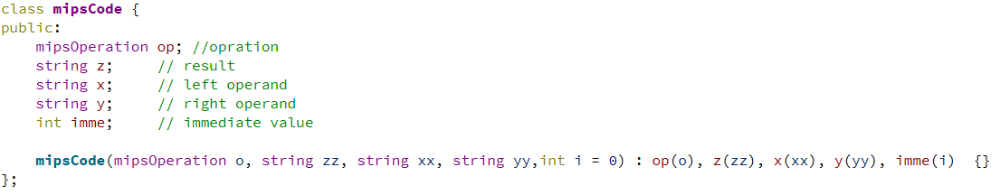 class mipsCode {
public:
    mipsOperation op; //opration
    string z;     // result
    string x;     // left operand
    string y;     // right operand
    int imme;     // immediate value
    mipsCode(mipsOperation o, string zz, string xx, string yy,int i = 0) : op(o), z(zz), x(xx), y(yy), imme(i)  {}
};